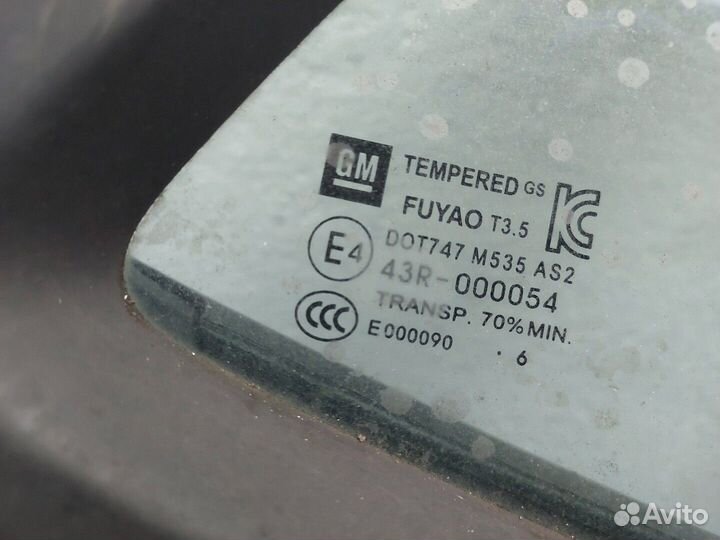 GM
TEMPERED GS
FUYAO T3.5
KC
DOT747 M535 AS2
E4
43R-000054
TRANSP. 70% MIN.
CCC
E000090
. 6
Avito